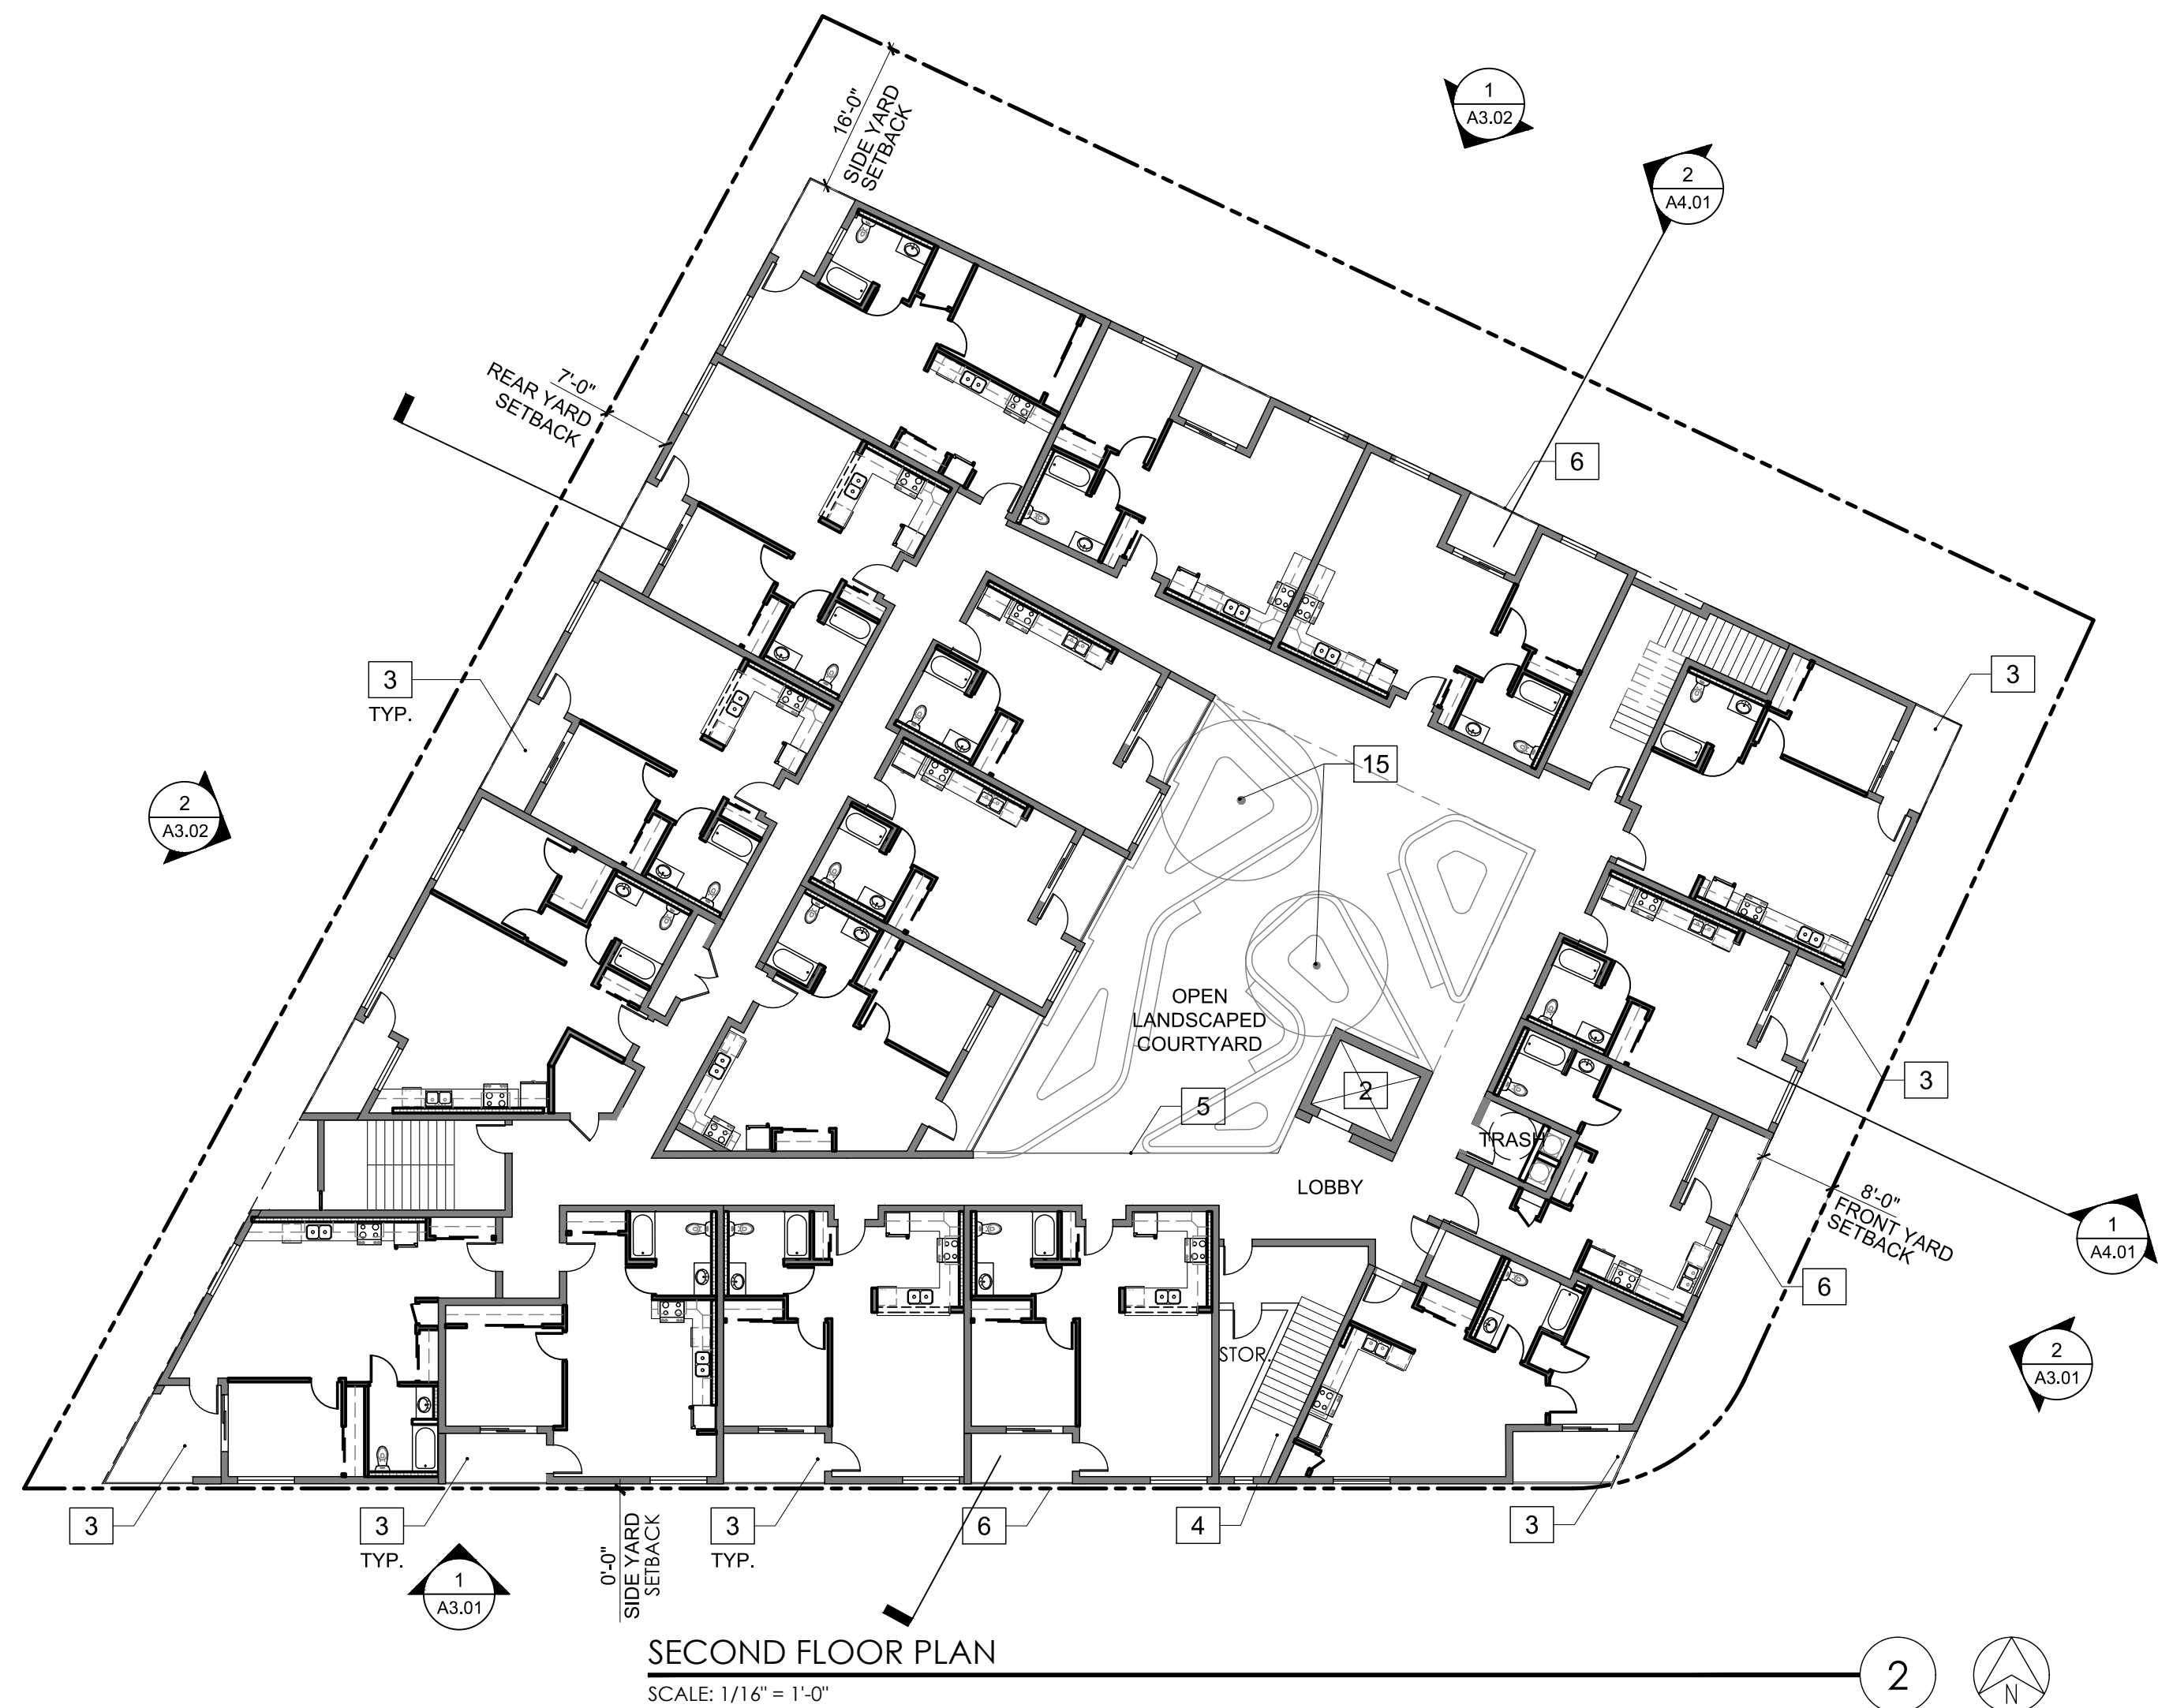 16'-0"
SIDE YARD
SETBACK
1
A3.02
2
A4.01
7'-0"
REAR YARD
SETBACK
6
3
TYP.
3
15
2
A3.02
OPEN
LANDSCAPED
COURTYARD
2
5
3
TRASH
LOBBY
8'-0"
FRONT YARD
SETBACK
1
A4.01
6
STOR.
2
A3.01
3
3
TYP.
3
TYP.
6
4
3
0'-0"
SIDE YARD
SETBACK
1
A3.01
SECOND FLOOR PLAN
SCALE: 1/16" = 1'-0"
2
N